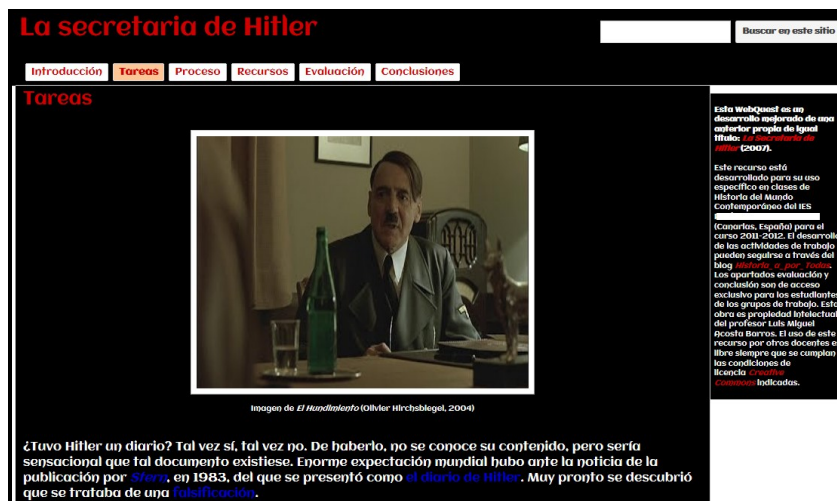 La secretaria de Hitler
Buscar en este sitio
Introducción
Tareas
Proceso
Recursos
Evaluación
Conclusiones
Tareas
Imagen de El Hundimiento (Olivier Hirchsbiegel, 2004)
¿Tuvo Hitler un diario? Tal vez sí, tal vez no. De haberlo, no se conoce su contenido, pero sería
sensacional que tal documento existiese. Enorme expectación mundial hubo ante la noticia de la
publicación por Stern, en 1983, del que se presentó como el diario de Hitler. Muy pronto se descubrió
que se trataba de una falsificación.
Esta WebQuest es un
desarrollo mejorado de una
anterior propia de igual
título: La Secretaria de
Hitler (2007).
Este recurso está
desarrollado para su uso
específico en clases de
Historia del Mundo
Contemporáneo del IES
(Canarias, España) para el
curso 2011-2012. El desarrollo
de las actividades de trabajo
pueden seguirse a través del
blog Historia_a_por_Todas.
Los apartados evaluación y
conclusión son de acceso
exclusivo para los estudiantes
de los grupos de trabajo. Esta
obra es propiedad intelectual
del profesor Luis Miguel
Acosta Barros. El uso de este
recurso por otros docentes es
libre siempre que se cumplan
las condiciones de
licencia Creative
Commons indicadas.